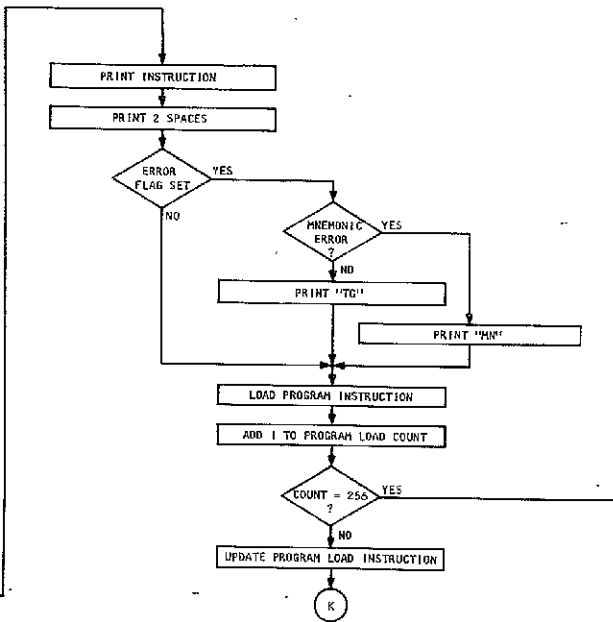 PRINT INSTRUCTION
PRINT 2 SPACES
ERROR
FLAG SET
YES
NO
MNEMONIC
ERROR
?
YES
NO
PRINT "TG"
PRINT "MN"
LOAD PROGRAM INSTRUCTION
ADD 1 TO PROGRAM LOAD COUNT
COUNT = 256
?
YES
NO
UPDATE PROGRAM LOAD INSTRUCTION
K